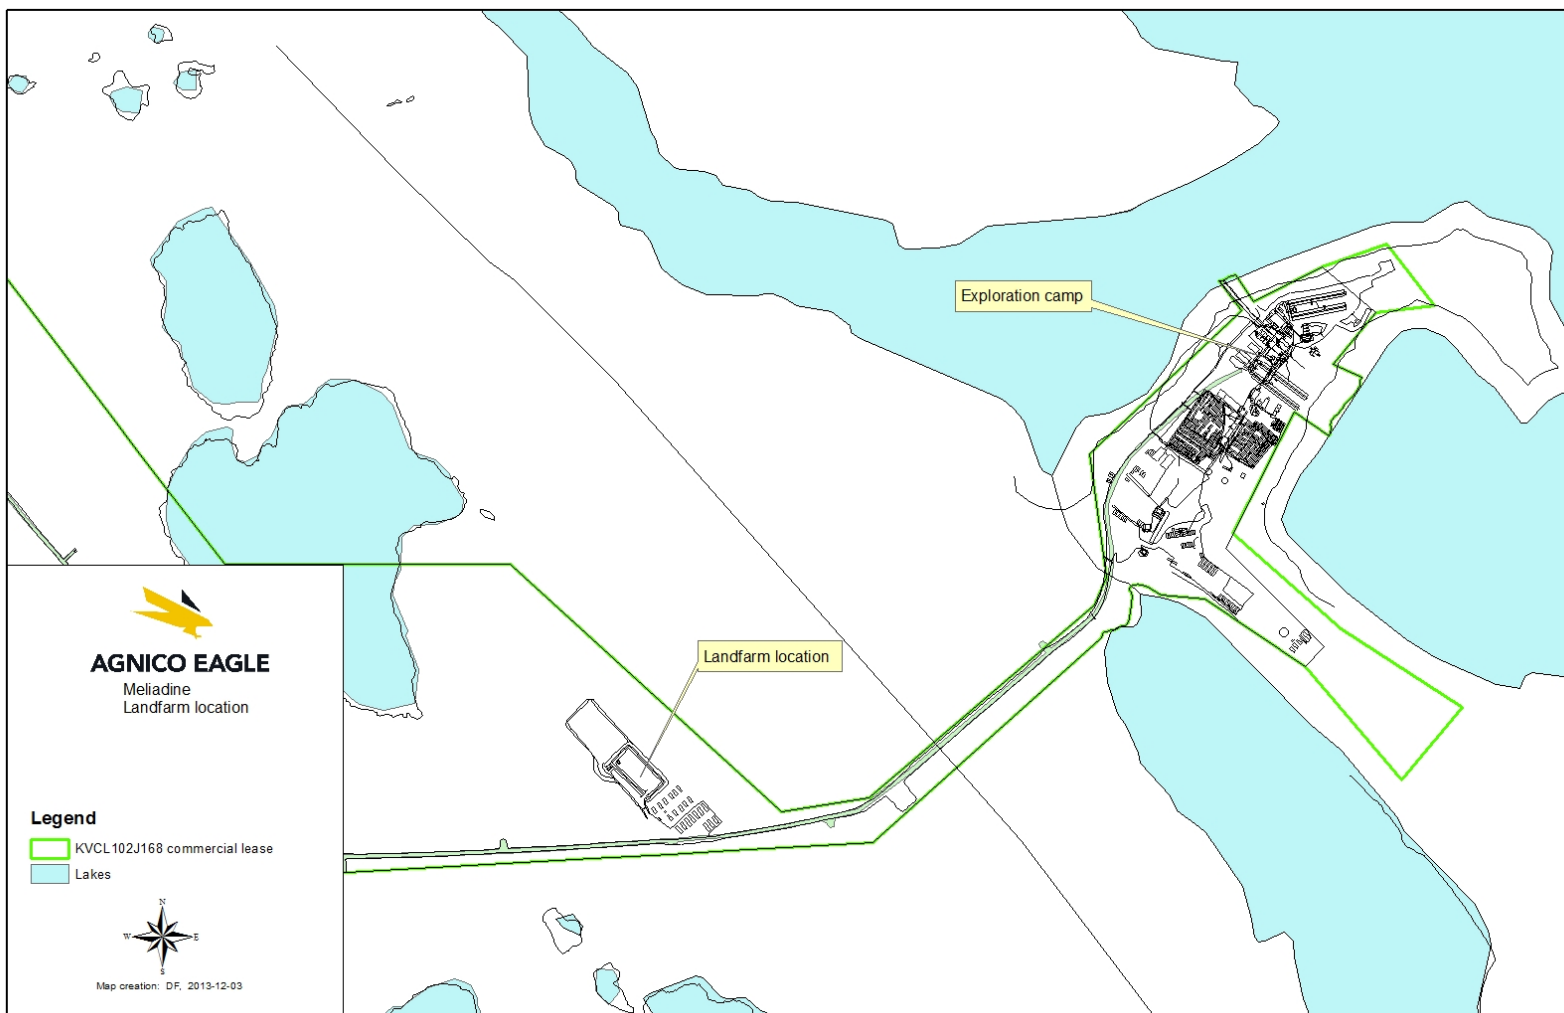 Exploration camp
Landfarm location
AGNICO EAGLE
Meliadine
Landfarm location
Legend
KVCL102J168 commercial lease
Lakes
N
W E
S
Map creation: DF, 2013-12-03